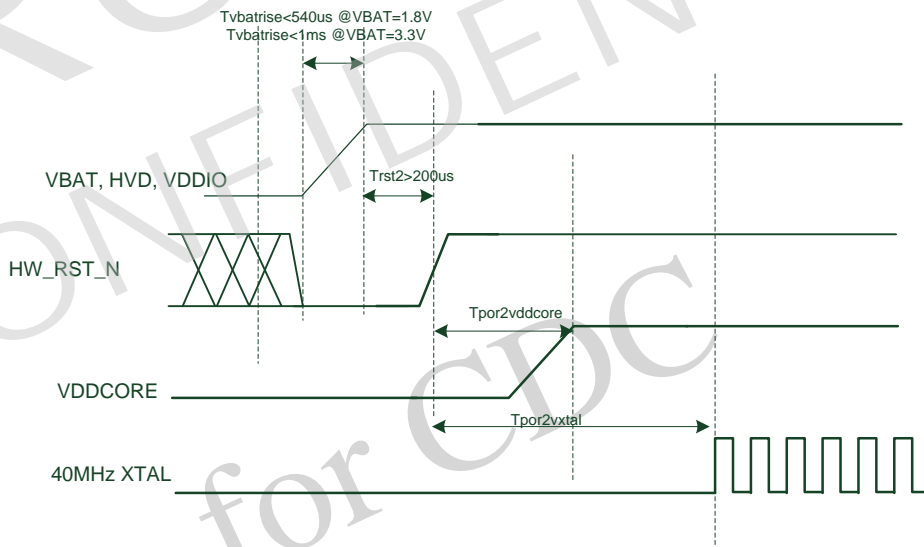 Tvbatrise<540us @VBAT=1.8V
Tvbatrise<1ms @VBAT=3.3V
VBAT, HVD, VDDIO
Trst2>200us
HW_RST_N
Tpor2vddcore
VDDCORE
Tpor2vxtal
40MHz XTAL
CONFIDEN
for CDC